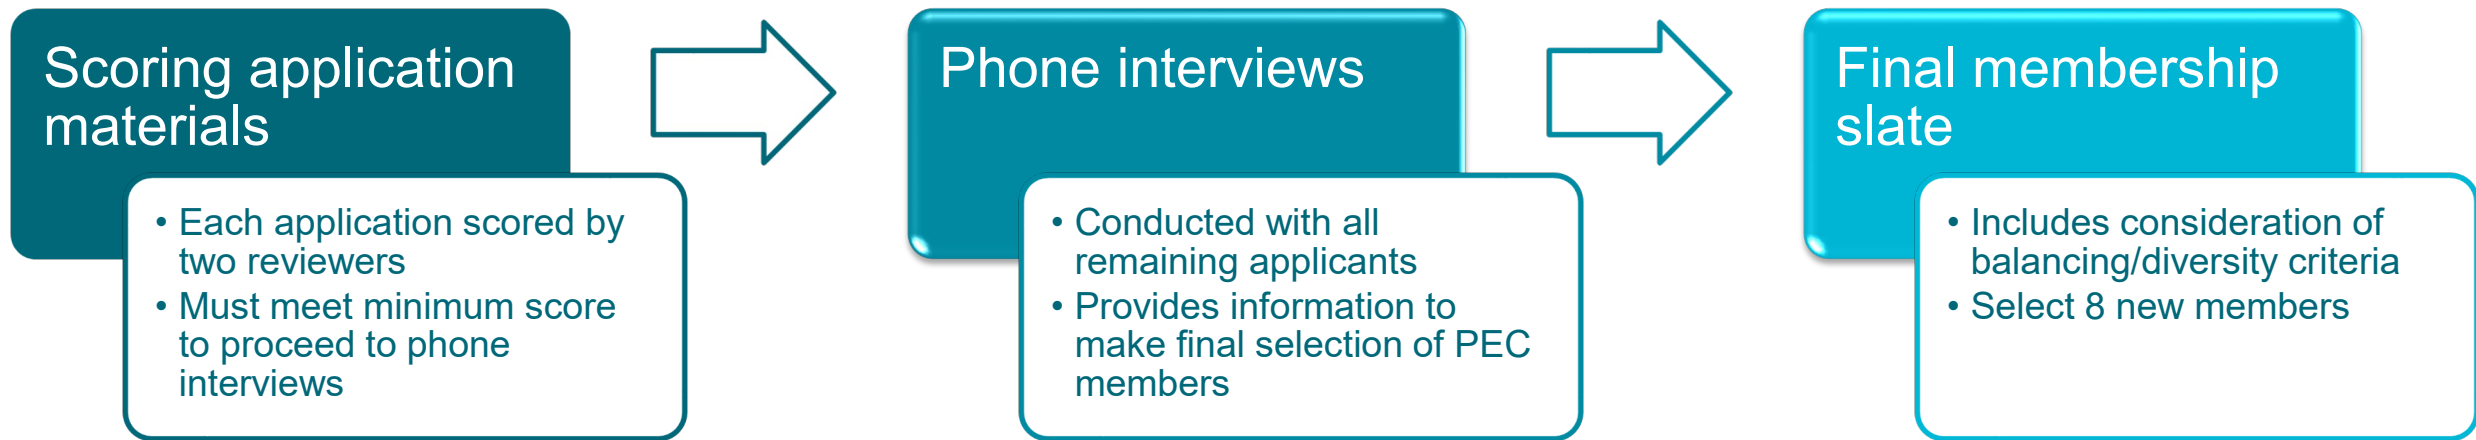 Scoring application
materials
• Each application scored by
two reviewers
• Must meet minimum score
to proceed to phone
interviews
Phone interviews
• Conducted with all
remaining applicants
• Provides information to
make final selection of PEC
members
Final membership
slate
• Includes consideration of
balancing/diversity criteria
• Select 8 new members